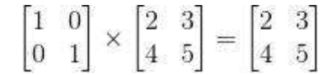 [1 0] × [2 3] = [2 3]
[0 1] [4 5] [4 5]